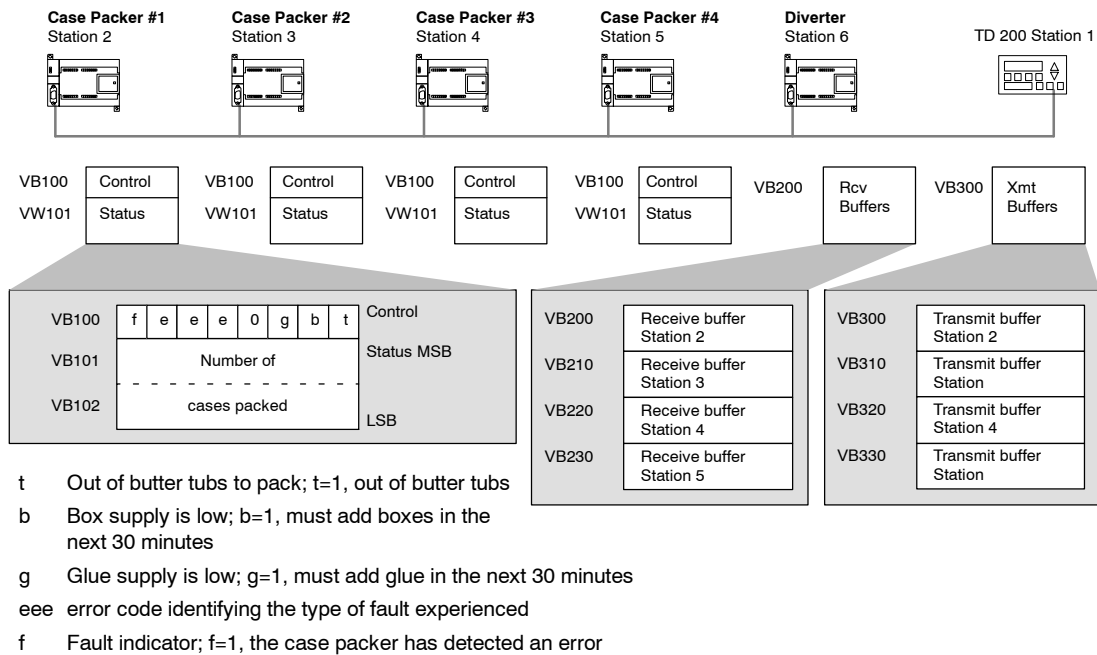 Case Packer #1
Station 2
Case Packer #2
Station 3
Case Packer #3
Station 4
Case Packer #4
Station 5
Diverter
Station 6
TD 200 Station 1
VB100
Control
VW101
Status
VB100
Control
VW101
Status
VB100
Control
VW101
Status
VB100
Control
VW101
Status
VB200
Rcv
Buffers
VB300
Xmt
Buffers
VB100
f e e e 0 g b t
Control
VB101
Number of
Status MSB
VB102
cases packed
LSB
VB200
Receive buffer
Station 2
VB210
Receive buffer
Station 3
VB220
Receive buffer
Station 4
VB230
Receive buffer
Station 5
VB300
Transmit buffer
Station 2
VB310
Transmit buffer
Station
VB320
Transmit buffer
Station 4
VB330
Transmit buffer
Station
t Out of butter tubs to pack; t=1, out of butter tubs
b Box supply is low; b=1, must add boxes in the
next 30 minutes
g Glue supply is low; g=1, must add glue in the next 30 minutes
eee error code identifying the type of fault experienced
f Fault indicator; f=1, the case packer has detected an error